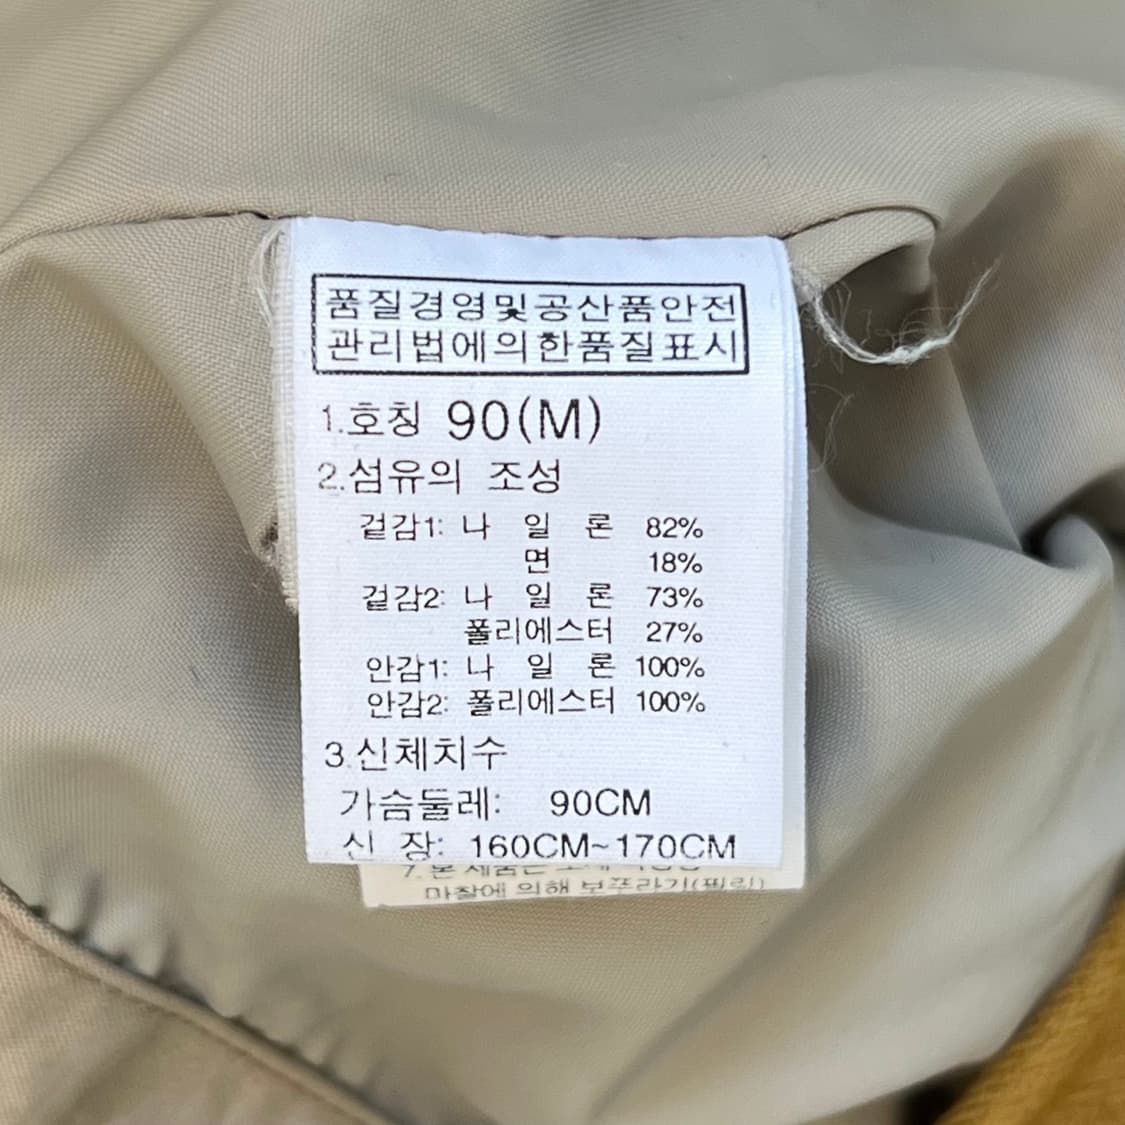 품질경영및공산품안전
관리법에의한품질표시
1.호칭 90(M)
2.섬유의 조성
겉감1: 나 일 론 82%
면 18%
겉감2: 나 일 론 73%
폴리에스터 27%
안감1: 나 일 론 100%
안감2: 폴리에스터 100%
3.신체치수
가슴둘레: 90CM
신 장: 160CM~170CM
마찰에 의해 보푸라기(필링)